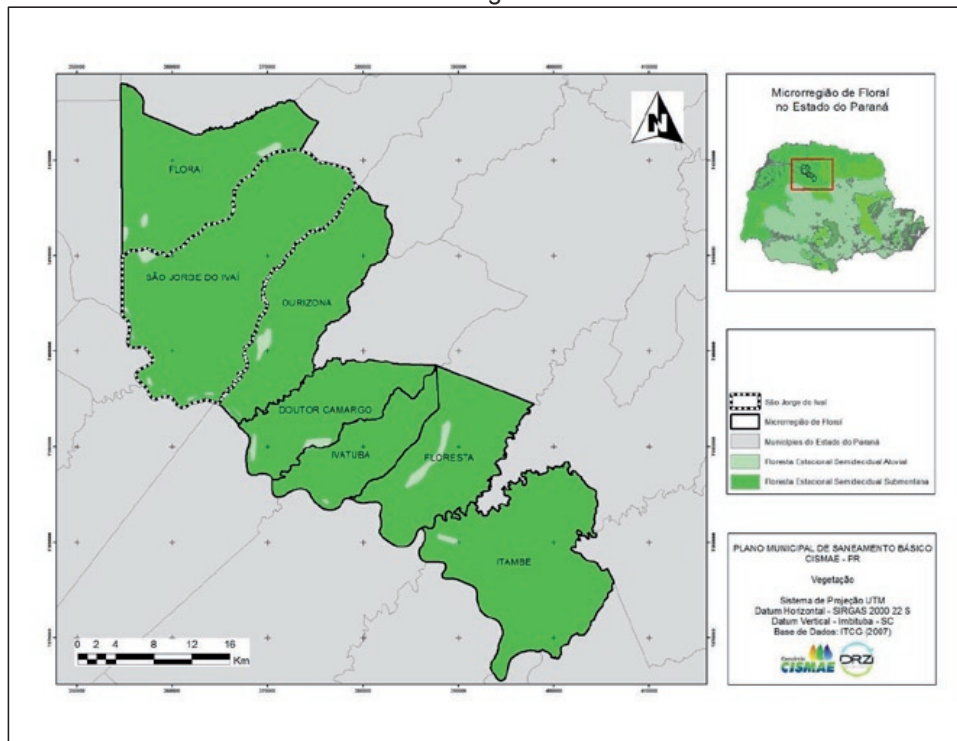 Microrregião de Floraí
no Estado do Paraná
N
FLORAÍ
SÃO JORGE DO IVAÍ
OURIZONA
DOUTOR CAMARGO
IVATUBA
FLORESTA
ITAMBÉ
0 2 4 8 12 16
Km
São Jorge do Ivaí
Microrregião de Floraí
Municípios do Estado do Paraná
Floresta Estacional Semidecidual Aluvial
Floresta Estacional Semidecidual Submontana
PLANO MUNICIPAL DE SANEAMENTO BÁSICO
CISMAE - PR
Vegetação
Sistema de Projeção UTM
Datum Horizontal - SIRGAS 2000 22 S
Datum Vertical - Imbituba - SC
Base de Dados: ITCG (2007)
Consórcio
CISMAE
DRZ